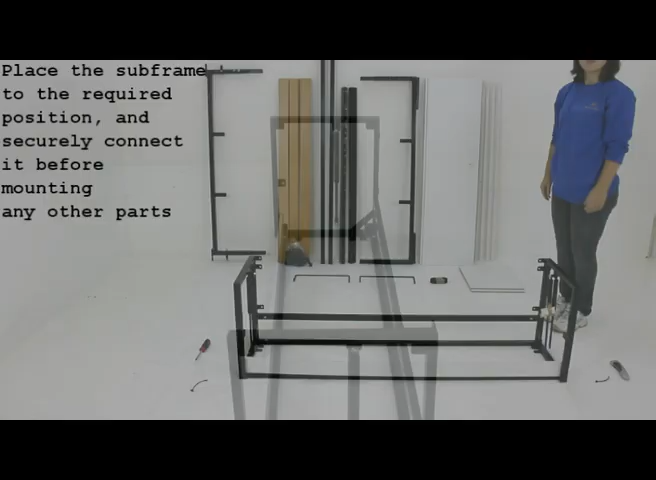 Place the subframe
to the required
position, and
securely connect
it before
mounting
any other parts